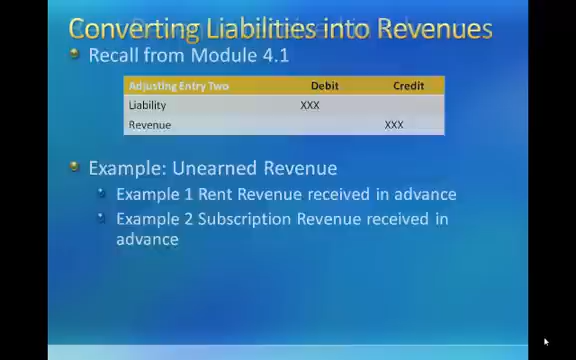 Converting Liabilities into Revenues
Recall from Module 4.1
Adjusting Entry Two Debit Credit
Liability XXX
Revenue XXX
Example: Unearned Revenue
Example 1 Rent Revenue received in advance
Example 2 Subscription Revenue received in
advance